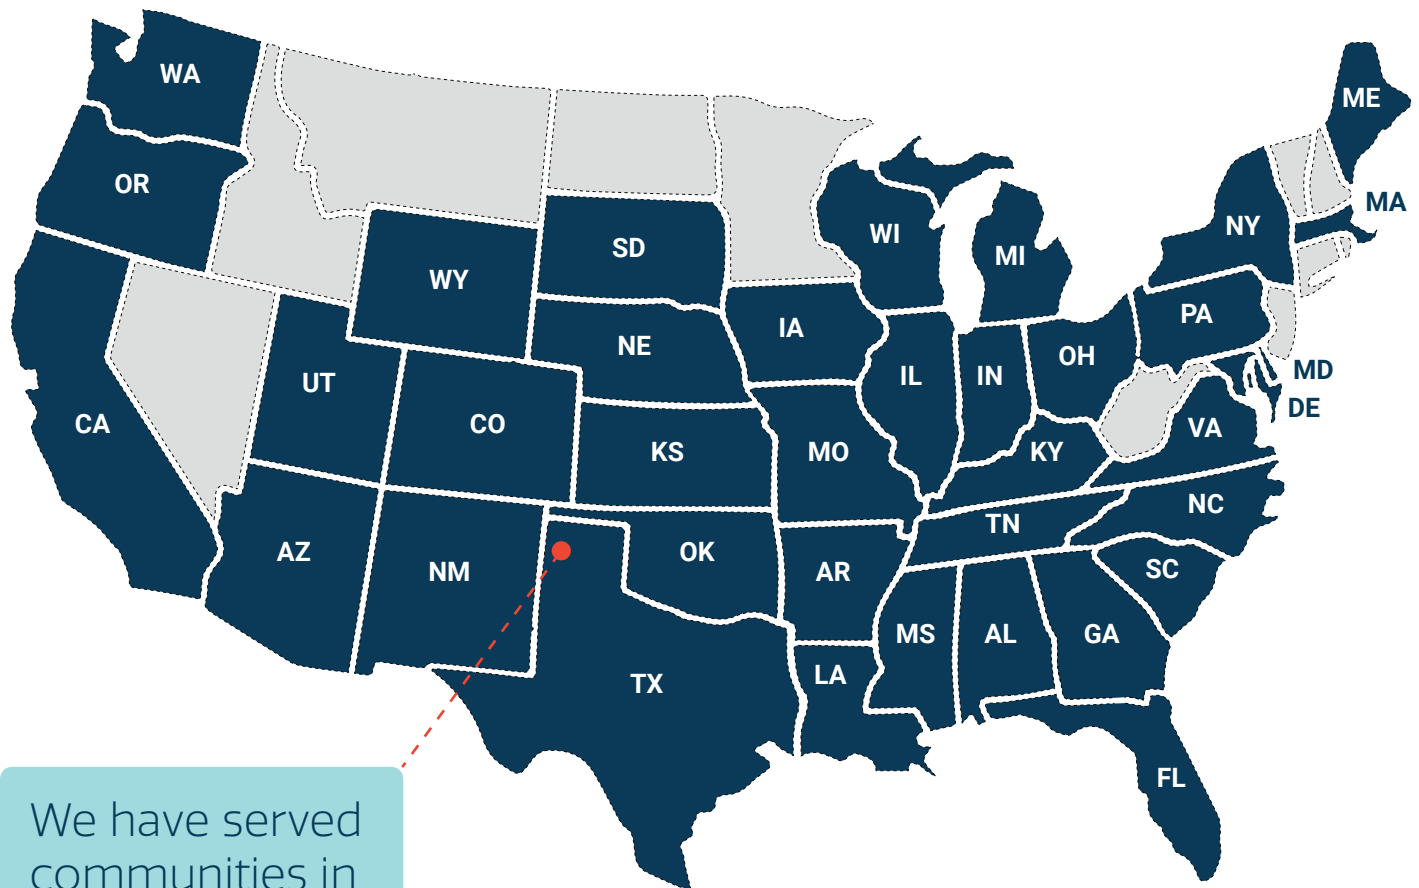 WA
ME
OR
MA
NY
WI
SD
MI
WY
PA
IA
NE
OH
MD
IL
IN
UT
DE
CO
CA
VA
KS
MO
KY
NC
TN
AZ
OK
NM
AR
SC
MS
AL
GA
LA
TX
FL
We have served
communities in